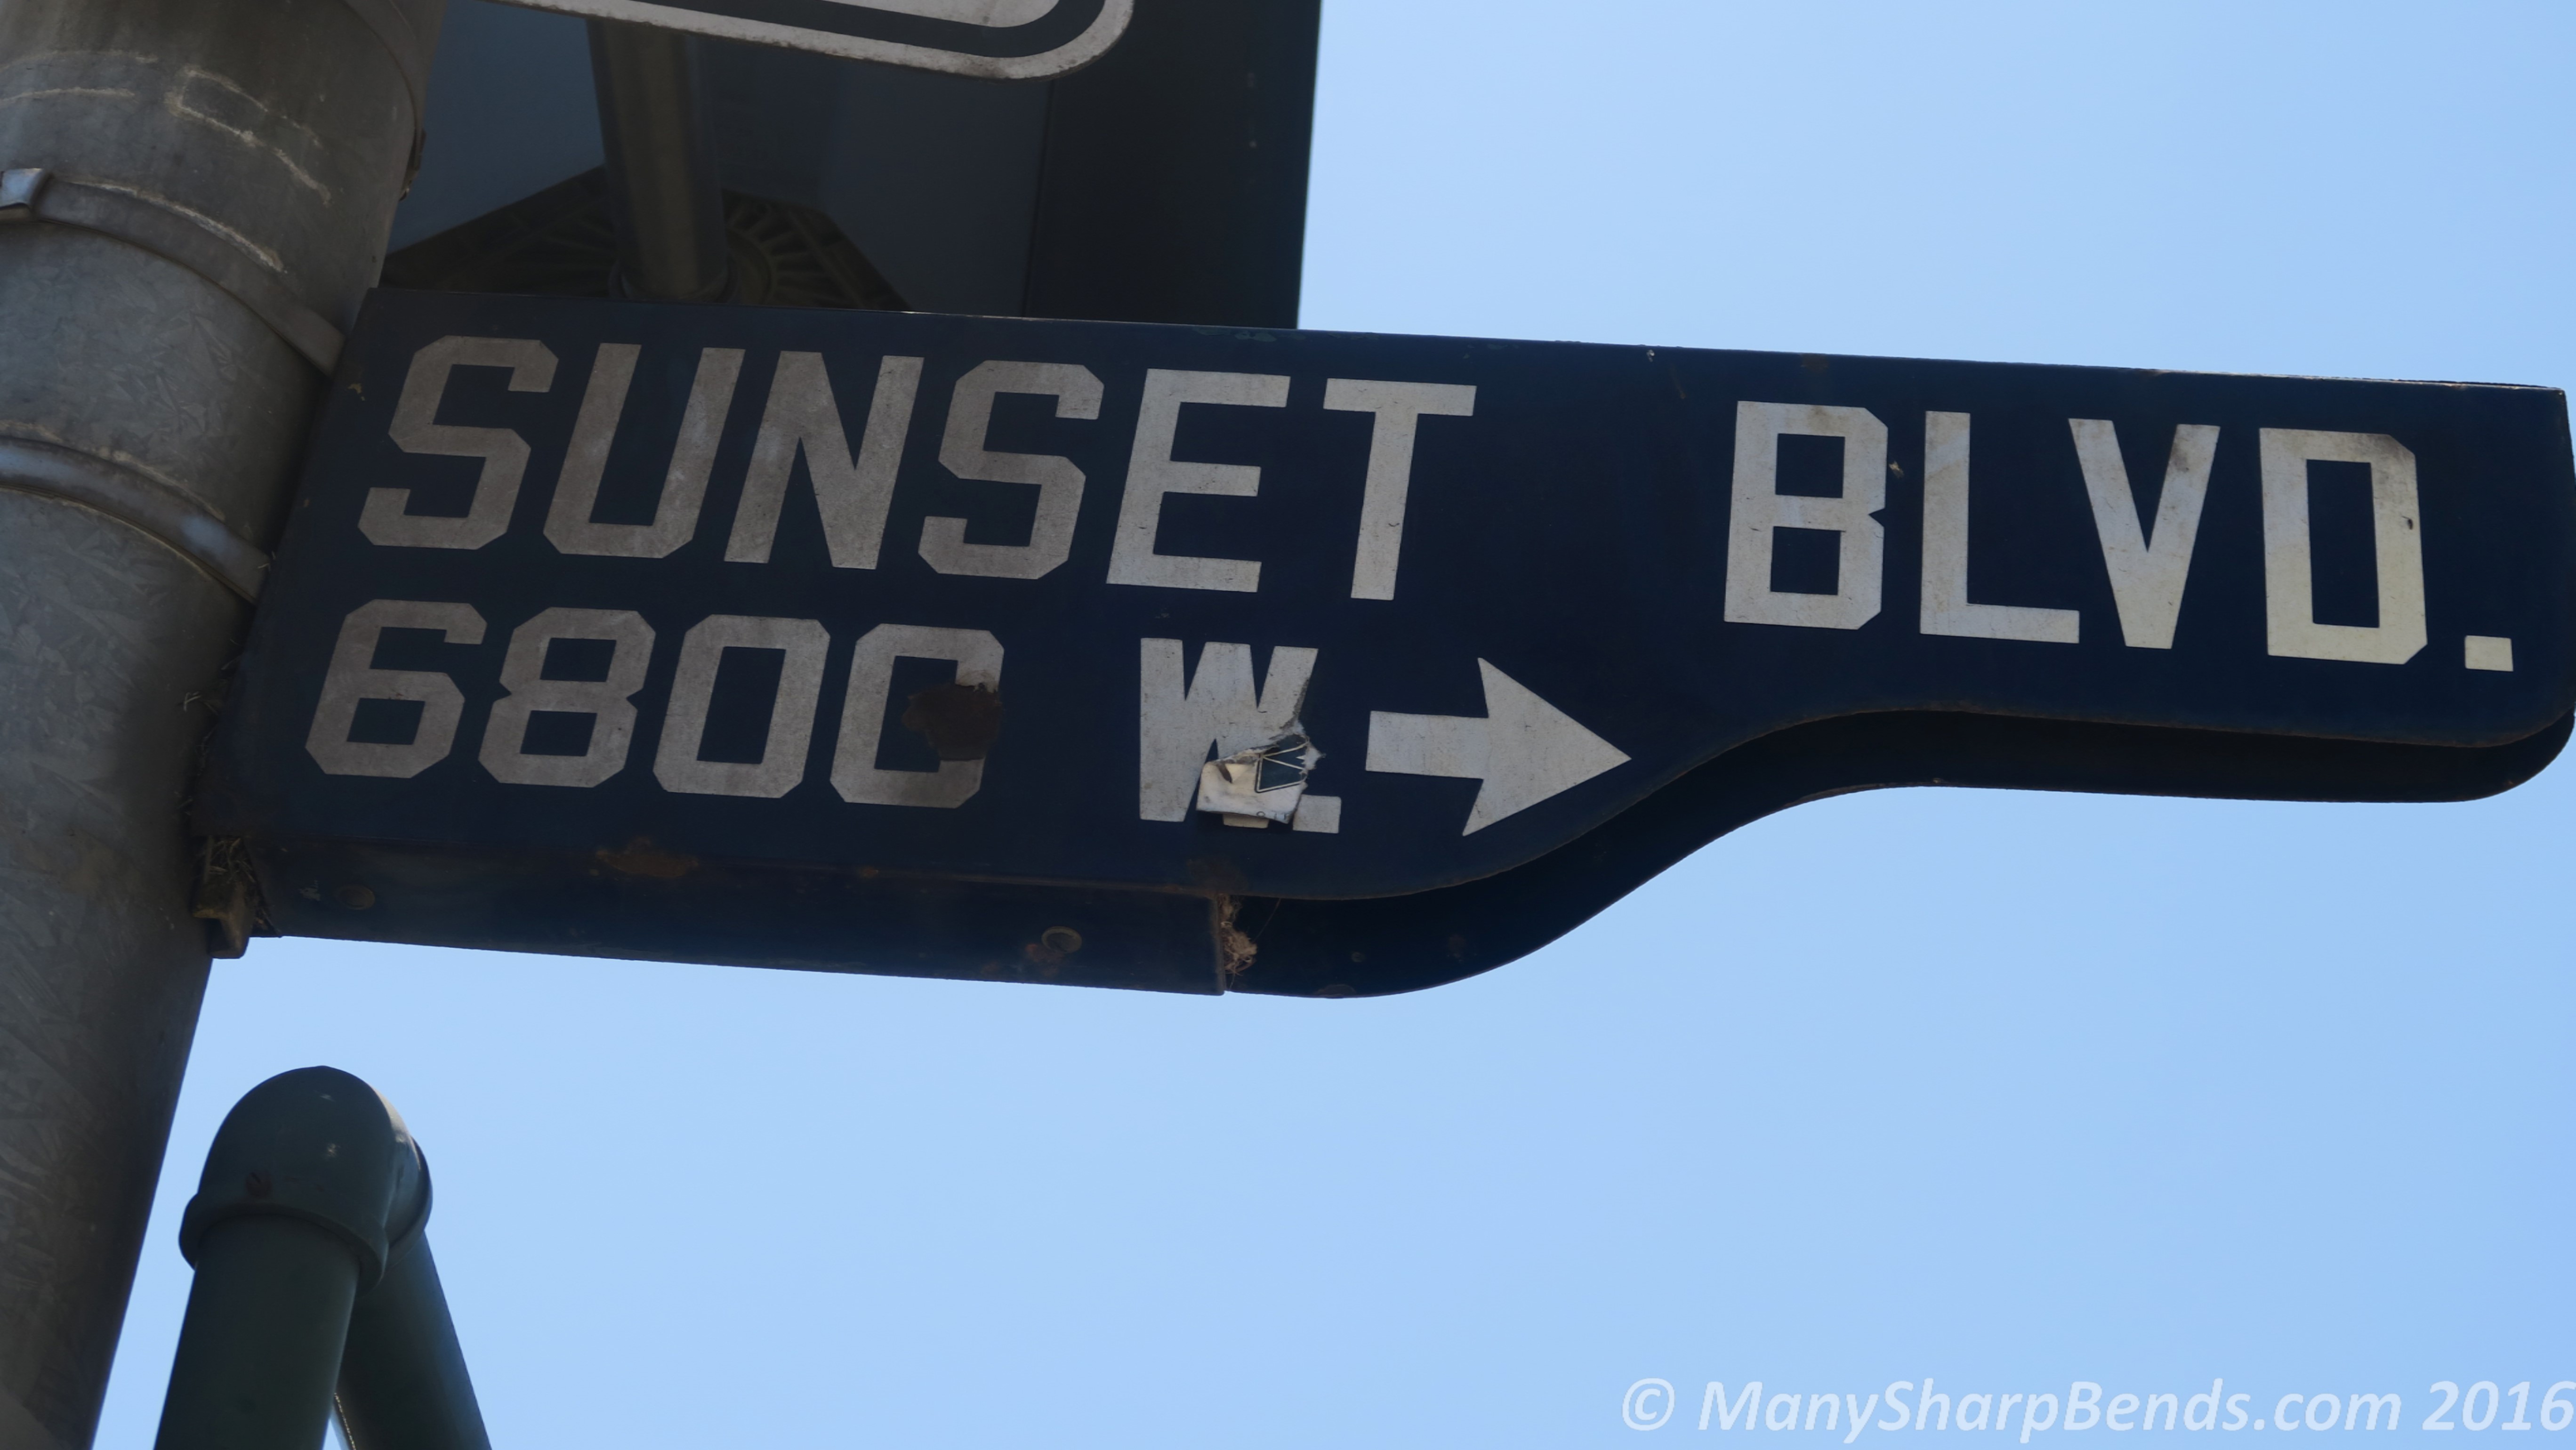 SUNSET BLVD.
6800 W. →
© ManySharpBends.com 2016